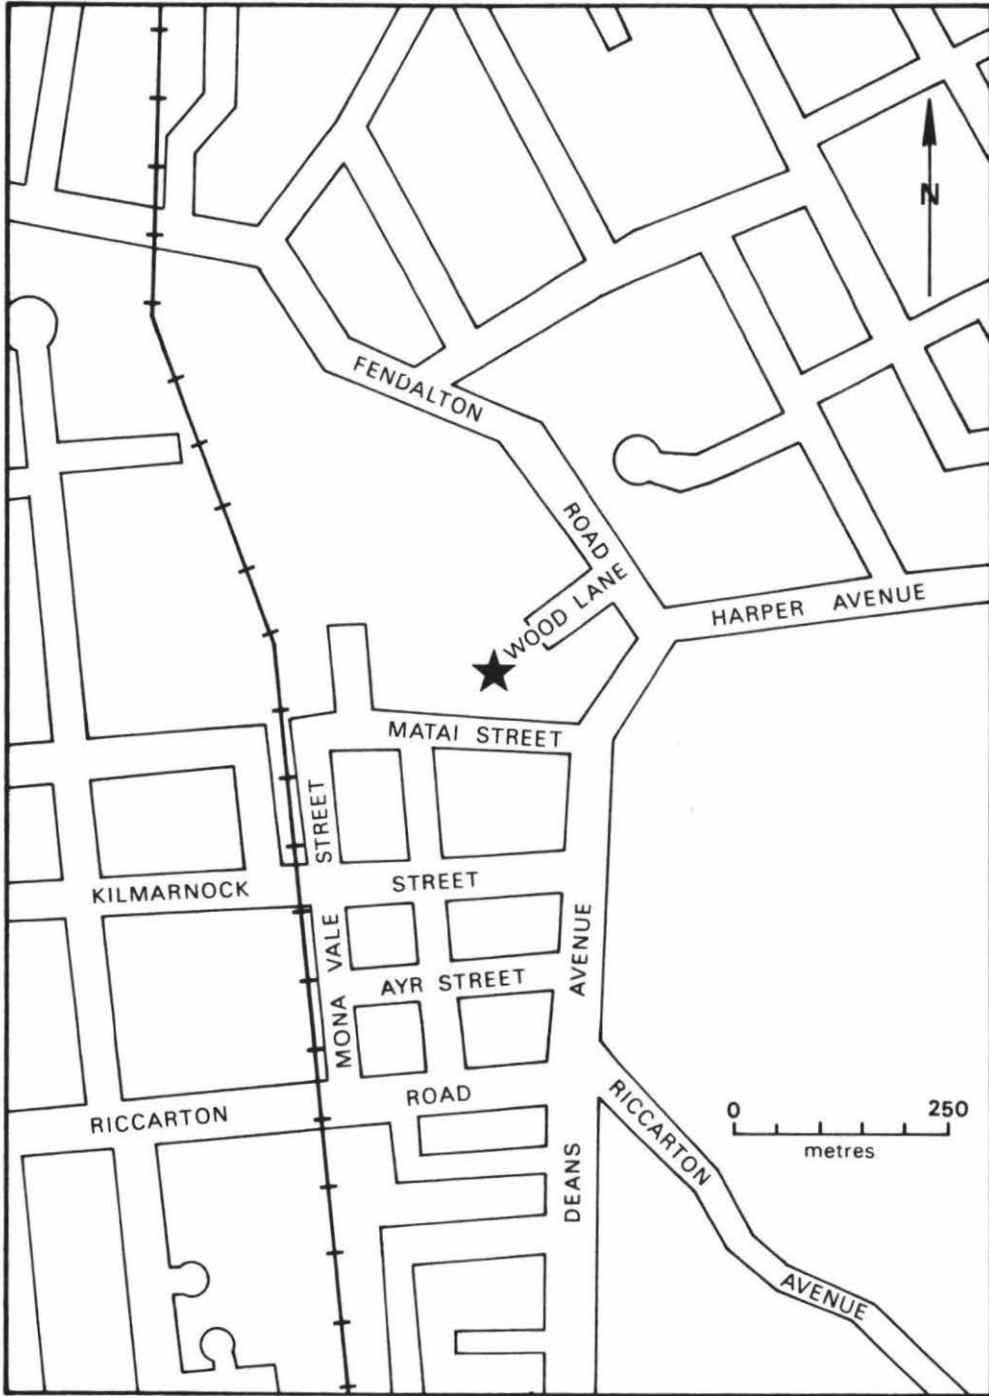 N
FENDALTON
ROAD
WOOD LANE
HARPER AVENUE
MATAI STREET
STREET
KILMARNOCK
STREET
MONA VALE
AVENUE
AYR STREET
RICCARTON
ROAD
DEANS
RICCARTON
AVENUE
0 250
metres